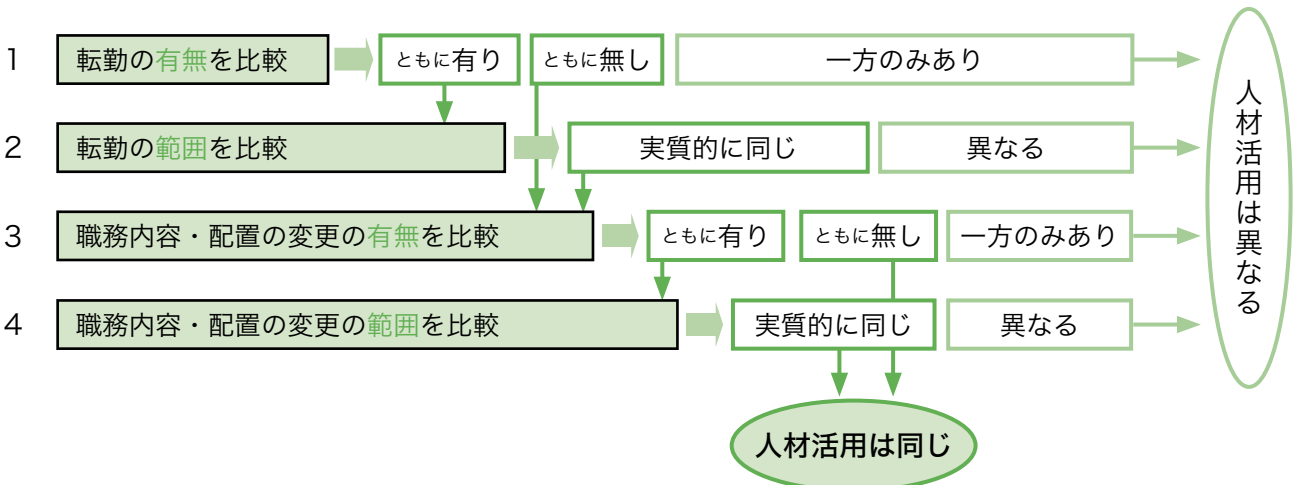 1 転勤の有無を比較 ともに有り ともに無し 一方のみあり
2 転勤の範囲を比較 実質的に同じ 異なる
3 職務内容・配置の変更の有無を比較 ともに有り ともに無し 一方のみあり
4 職務内容・配置の変更の範囲を比較 実質的に同じ 異なる
人材活用は異なる
人材活用は同じ